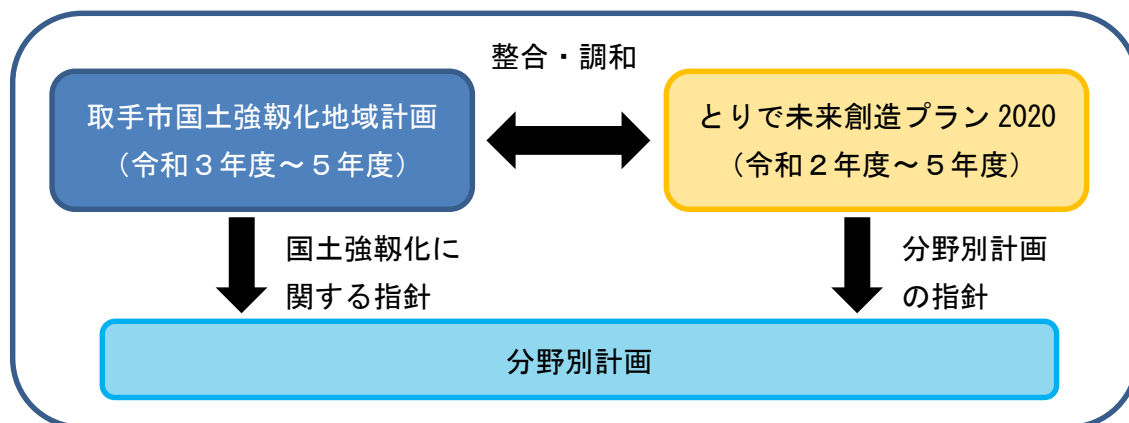 整合・調和
取手市国土強靱化地域計画
（令和３年度～５年度）
とりで未来創造プラン 2020
（令和２年度～５年度）
国土強靱化に
関する指針
分野別計画
の指針
分野別計画